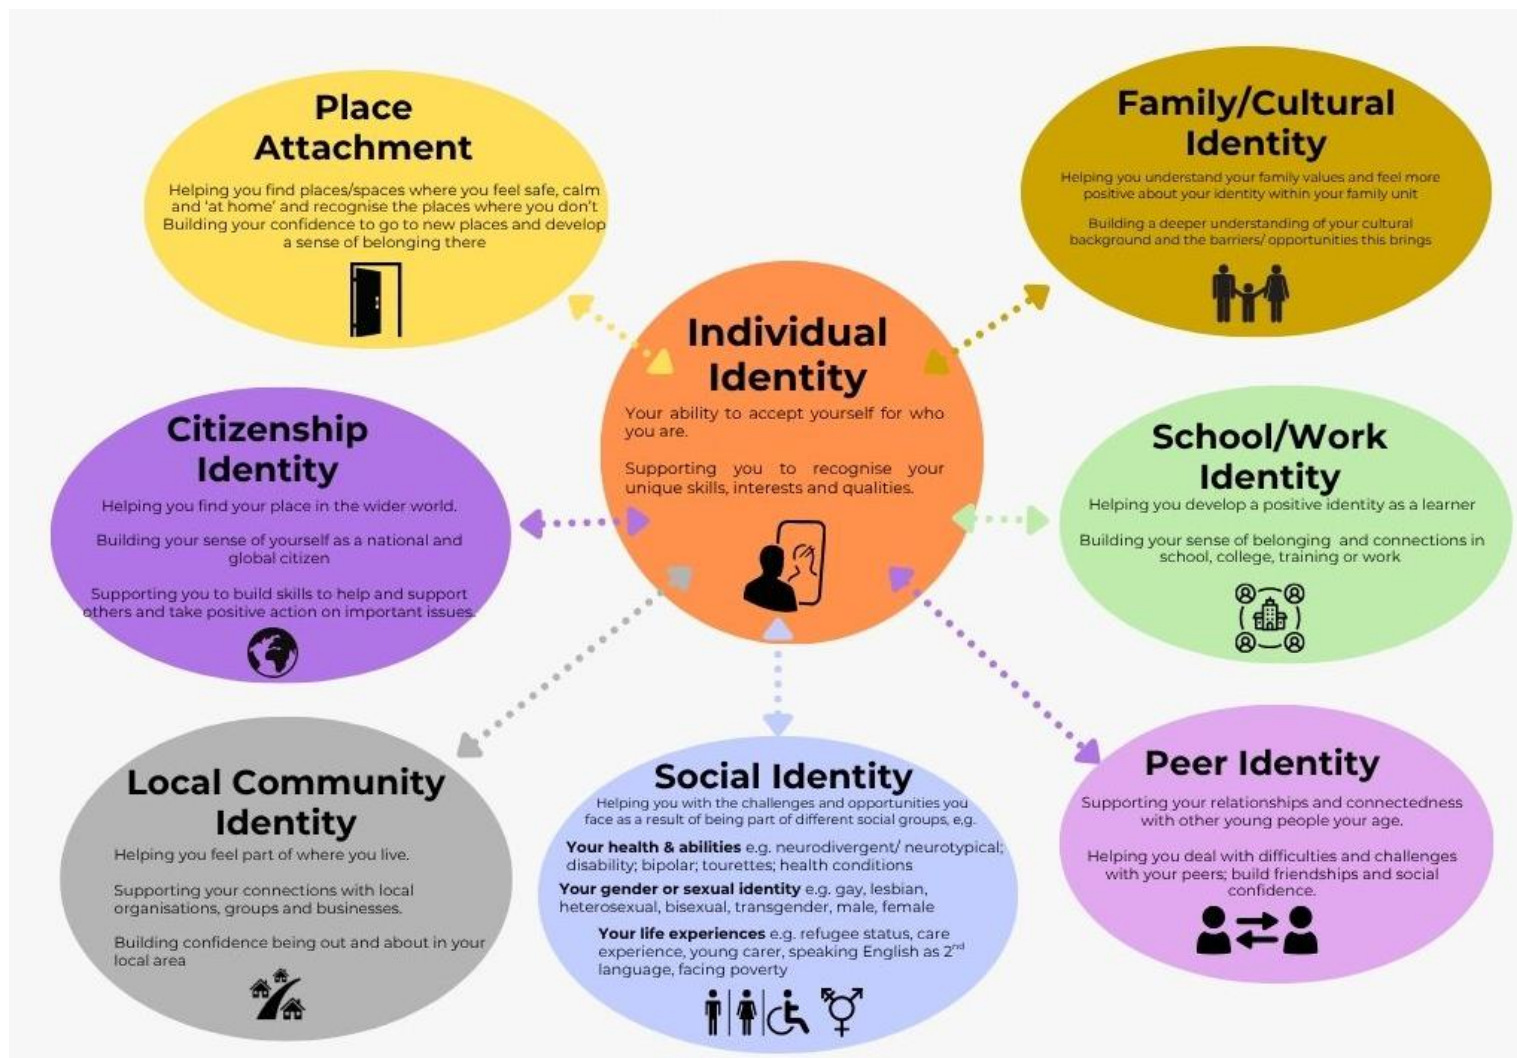 Place
Attachment
Helping you find places/spaces where you feel safe, calm
and 'at home' and recognise the places where you don't
Building your confidence to go to new places and develop
a sense of belonging there
Family/Cultural
Identity
Helping you understand your family values and feel more
positive about your identity within your family unit
Building a deeper understanding of your cultural
background and the barriers/ opportunities this brings
Individual
Identity
Your ability to accept yourself for who
you are.
Supporting you to recognise your
unique skills, interests and qualities.
Citizenship
Identity
Helping you find your place in the wider world.
Building your sense of yourself as a national and
global citizen
Supporting you to build skills to help and support
others and take positive action on important issues.
School/Work
Identity
Helping you develop a positive identity as a learner
Building your sense of belonging and connections in
school, college, training or work
Local Community
Identity
Helping you feel part of where you live.
Supporting your connections with local
organisations, groups and businesses.
Building confidence being out and about in your
local area
Social Identity
Helping you with the challenges and opportunities you
face as a result of being part of different social groups, e,g.
Your health & abilities e.g. neurodivergent/ neurotypical;
disability; bipolar; tourettes; health conditions
Your gender or sexual identity e.g. gay, lesbian,
heterosexual, bisexual, transgender, male, female
Your life experiences e.g. refugee status, care
experience, young carer, speaking English as 2nd
language, facing poverty
Peer Identity
Supporting your relationships and connectedness
with other young people your age.
Helping you deal with difficulties and challenges
with your peers; build friendships and social
confidence.